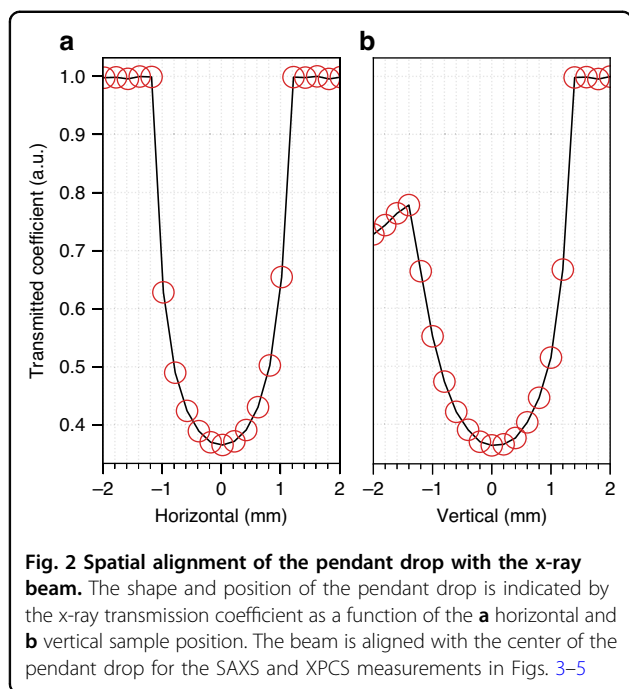 a
b
1.0
0.9
0.8
0.7
0.6
0.5
0.4
Transmitted coefficient (a.u.)
−2 −1 0 1 2
−2 −1 0 1 2
Horizontal (mm)
Vertical (mm)
Fig. 2 Spatial alignment of the pendant drop with the x-ray
beam. The shape and position of the pendant drop is indicated by
the x-ray transmission coefficient as a function of the a horizontal and
b vertical sample position. The beam is aligned with the center of the
pendant drop for the SAXS and XPCS measurements in Figs. 3–5